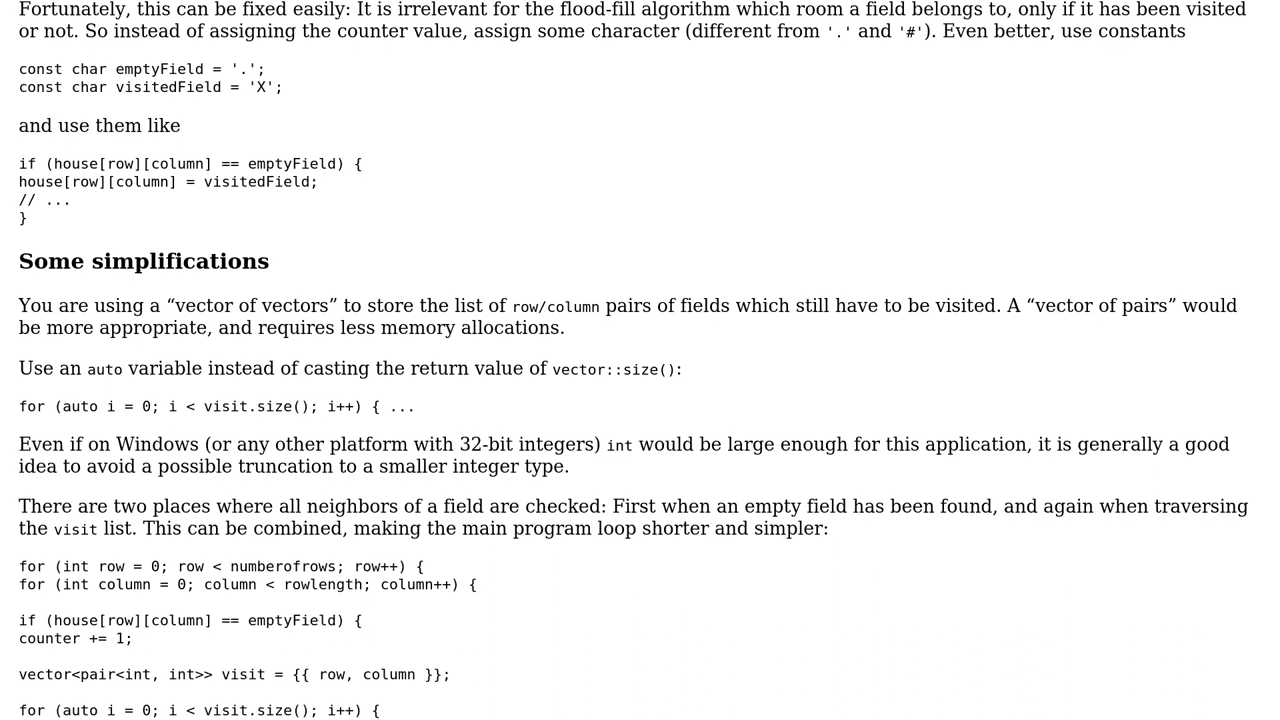 Fortunately, this can be fixed easily: It is irrelevant for the flood-fill algorithm which room a field belongs to, only if it has been visited
or not. So instead of assigning the counter value, assign some character (different from '.' and '#'). Even better, use constants
const char emptyField = '.';
const char visitedField = 'X';
and use them like
if (house[row][column] == emptyField) {
house[row][column] = visitedField;
// ...
}
Some simplifications
You are using a “vector of vectors” to store the list of row/column pairs of fields which still have to be visited. A “vector of pairs” would
be more appropriate, and requires less memory allocations.
Use an auto variable instead of casting the return value of vector::size():
for (auto i = 0; i < visit.size(); i++) { ...
Even if on Windows (or any other platform with 32-bit integers) int would be large enough for this application, it is generally a good
idea to avoid a possible truncation to a smaller integer type.
There are two places where all neighbors of a field are checked: First when an empty field has been found, and again when traversing
the visit list. This can be combined, making the main program loop shorter and simpler:
for (int row = 0; row < numberofrows; row++) {
for (int column = 0; column < rowlength; column++) {
if (house[row][column] == emptyField) {
counter += 1;
vector<pair<int, int>> visit = {{ row, column }};
for (auto i = 0; i < visit.size(); i++) {